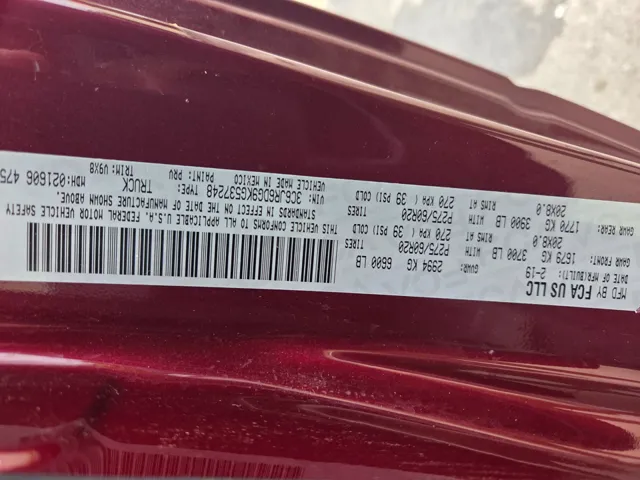 MFD BY FCA US LLC
DATE OF MFR(BUILT): 2-19 GVWR: 2994 KG 6600 LB
GAWR FRONT: 1679 KG 3700 LB WITH P275/60R20 TIRES
20X8.0 RIMS AT 270 KPA( 39 PSI) COLD
GAWR REAR: 1770 KG 3900 LB WITH P275/60R20 TIRES
20X8.0 RIMS AT 270 KPA( 39 PSI) COLD
THIS VEHICLE CONFORMS TO ALL APPLICABLE FEDERAL MOTOR VEHICLE SAFETY
STANDARDS IN EFFECT ON THE DATE OF MANUFACTURE SHOWN ABOVE.
VIN: TRUCK
VEHICLE MADE IN MEXICO
PAINT: PRV TRIM: V9X8 MDH:021606 475